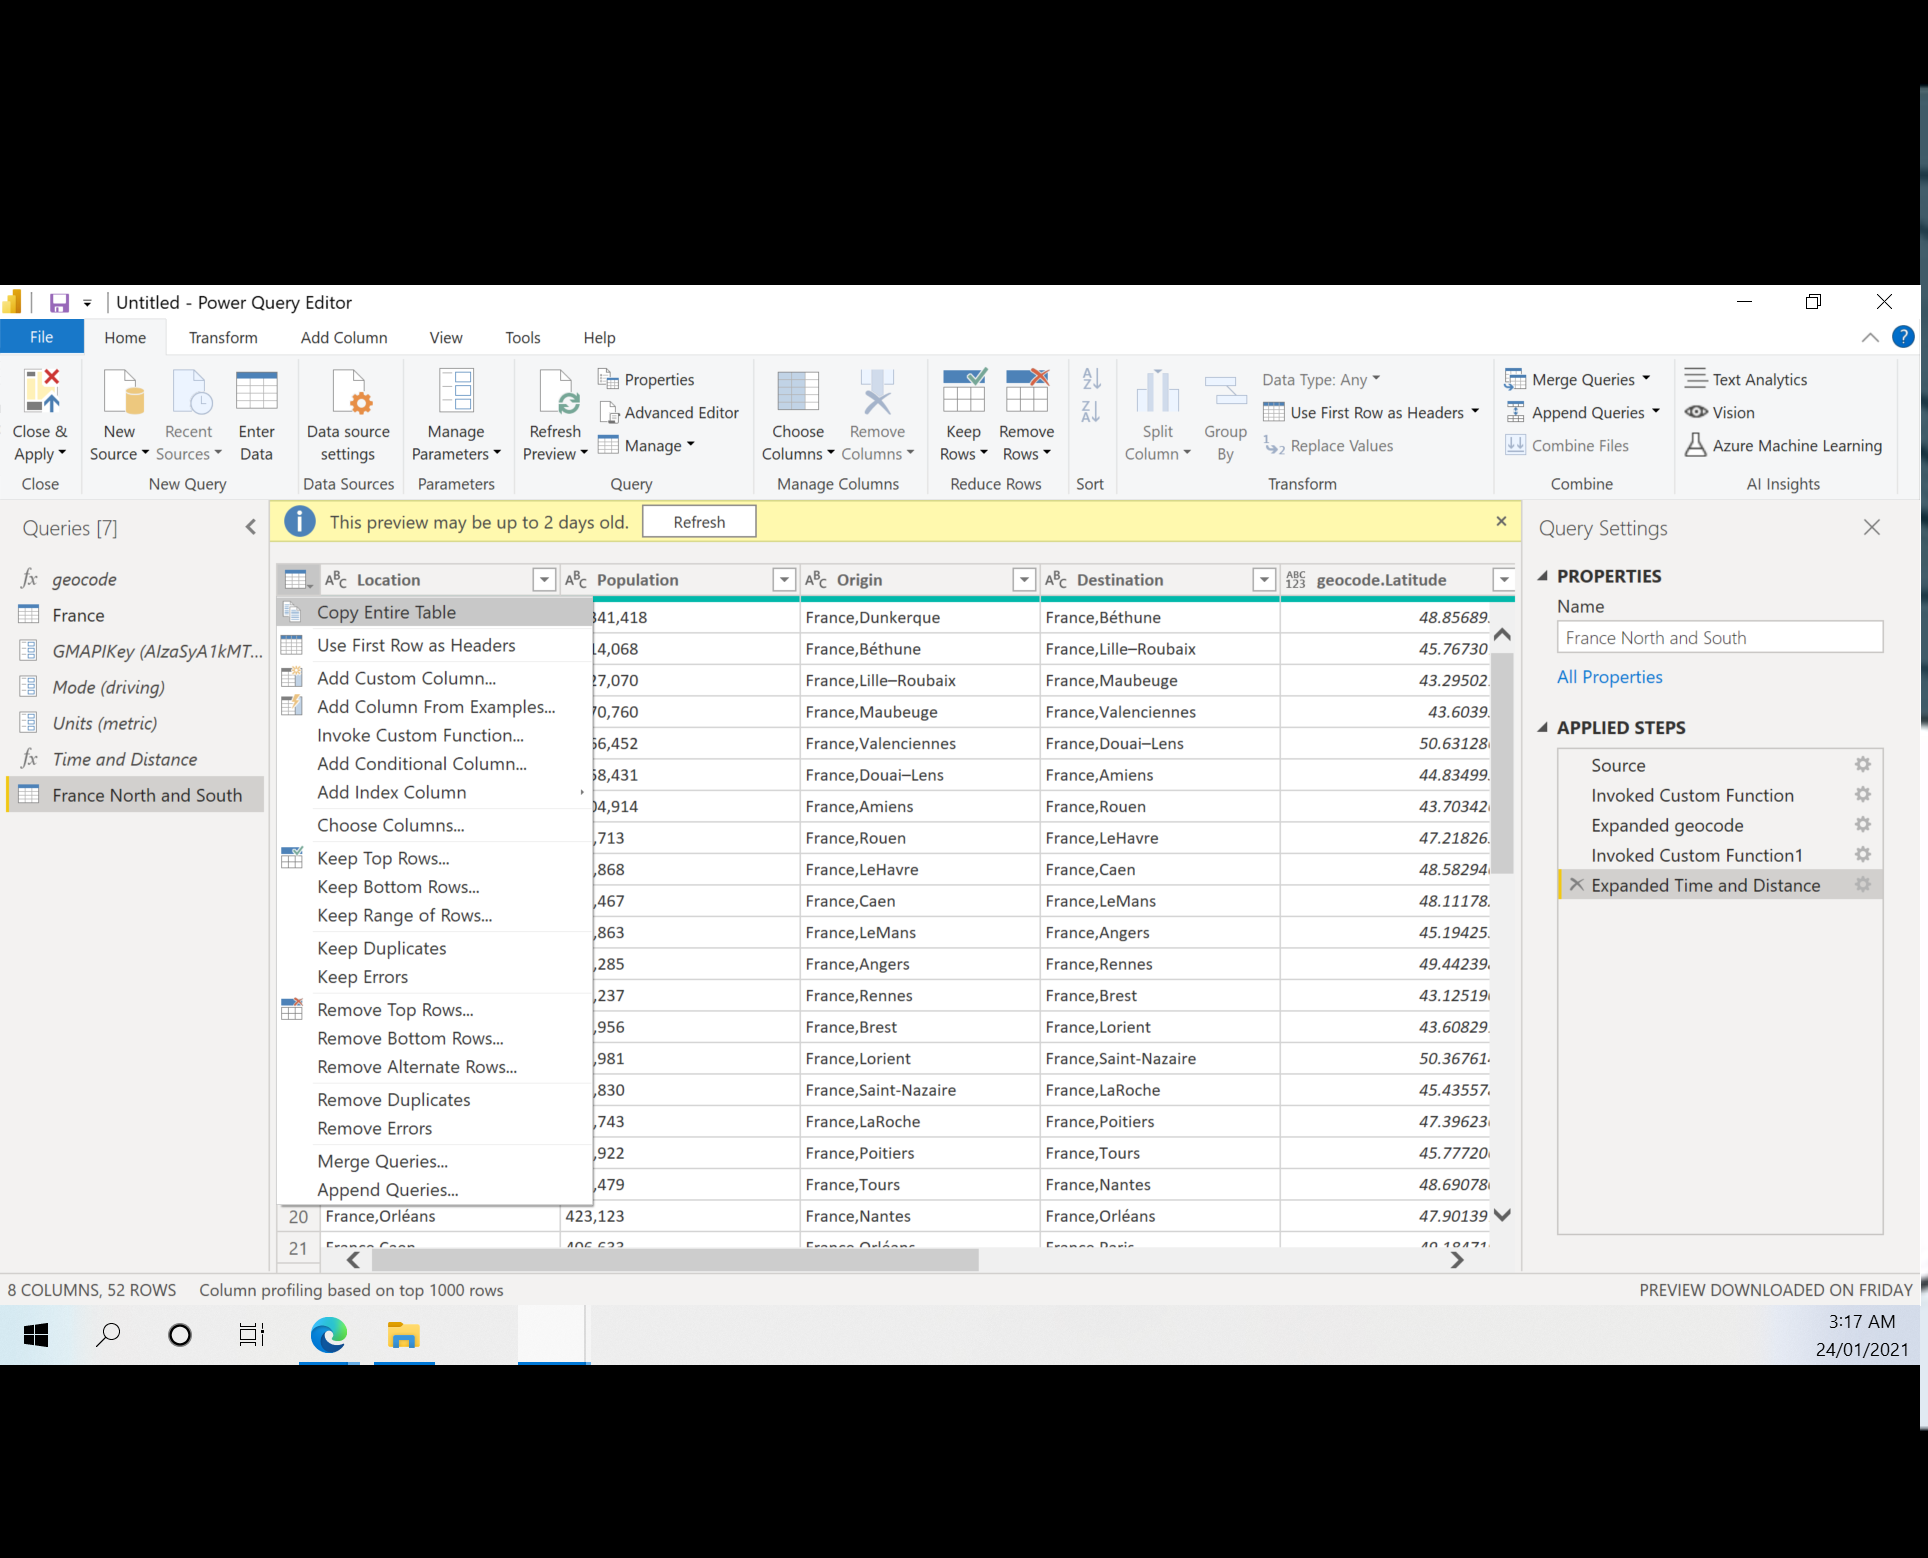 Untitled - Power Query Editor
File Home Transform Add Column View Tools Help
Close & Apply
New Source
Recent Sources
Enter Data
Data source settings
Manage Parameters
Refresh Preview
Properties
Advanced Editor
Manage
Choose Columns
Remove Columns
Keep Rows
Remove Rows
Split Column
Group By
Data Type: Any
Use First Row as Headers
Replace Values
Merge Queries
Append Queries
Combine Files
Text Analytics
Vision
Azure Machine Learning
Close New Query Data Sources Parameters Query Manage Columns Reduce Rows Sort Transform Combine AI Insights
Queries [7]
geocode
France
GMAPIKey (AIzaSyA1kMT...
Mode (driving)
Units (metric)
Time and Distance
France North and South
This preview may be up to 2 days old. Refresh
Location Population Origin Destination geocode.Latitude
Copy Entire Table
Use First Row as Headers
Add Custom Column...
Add Column From Examples...
Invoke Custom Function...
Add Conditional Column...
Add Index Column
Choose Columns...
Keep Top Rows...
Keep Bottom Rows...
Keep Range of Rows...
Keep Duplicates
Keep Errors
Remove Top Rows...
Remove Bottom Rows...
Remove Alternate Rows...
Remove Duplicates
Remove Errors
Merge Queries...
Append Queries...
341,418 France,Dunkerque France,Béthune 48.85689
14,068 France,Béthune France,Lille–Roubaix 45.76730
27,070 France,Lille–Roubaix France,Maubeuge 43.29502
70,760 France,Maubeuge France,Valenciennes 43.6039
56,452 France,Valenciennes France,Douai–Lens 50.63128
58,431 France,Douai–Lens France,Amiens 44.83499
04,914 France,Amiens France,Rouen 43.70342
,713 France,Rouen France,LeHavre 47.21826
,868 France,LeHavre France,Caen 48.58294
,467 France,Caen France,LeMans 48.11178
,863 France,LeMans France,Angers 45.19425
,285 France,Angers France,Rennes 49.44239
,237 France,Rennes France,Brest 43.12519
,956 France,Brest France,Lorient 43.60829
,981 France,Lorient France,Saint-Nazaire 50.36761
,830 France,Saint-Nazaire France,LaRoche 45.43557
,743 France,LaRoche France,Poitiers 47.39623
,922 France,Poitiers France,Tours 45.77720
,479 France,Tours France,Nantes 48.69078
20 France,Orléans 423,123 France,Nantes France,Orléans 47.90139
21 France,Caen 406,633 France,Orléans France,Paris
Query Settings
PROPERTIES
Name
France North and South
All Properties
APPLIED STEPS
Source
Invoked Custom Function
Expanded geocode
Invoked Custom Function1
Expanded Time and Distance
8 COLUMNS, 52 ROWS Column profiling based on top 1000 rows PREVIEW DOWNLOADED ON FRIDAY
3:17 AM
24/01/2021